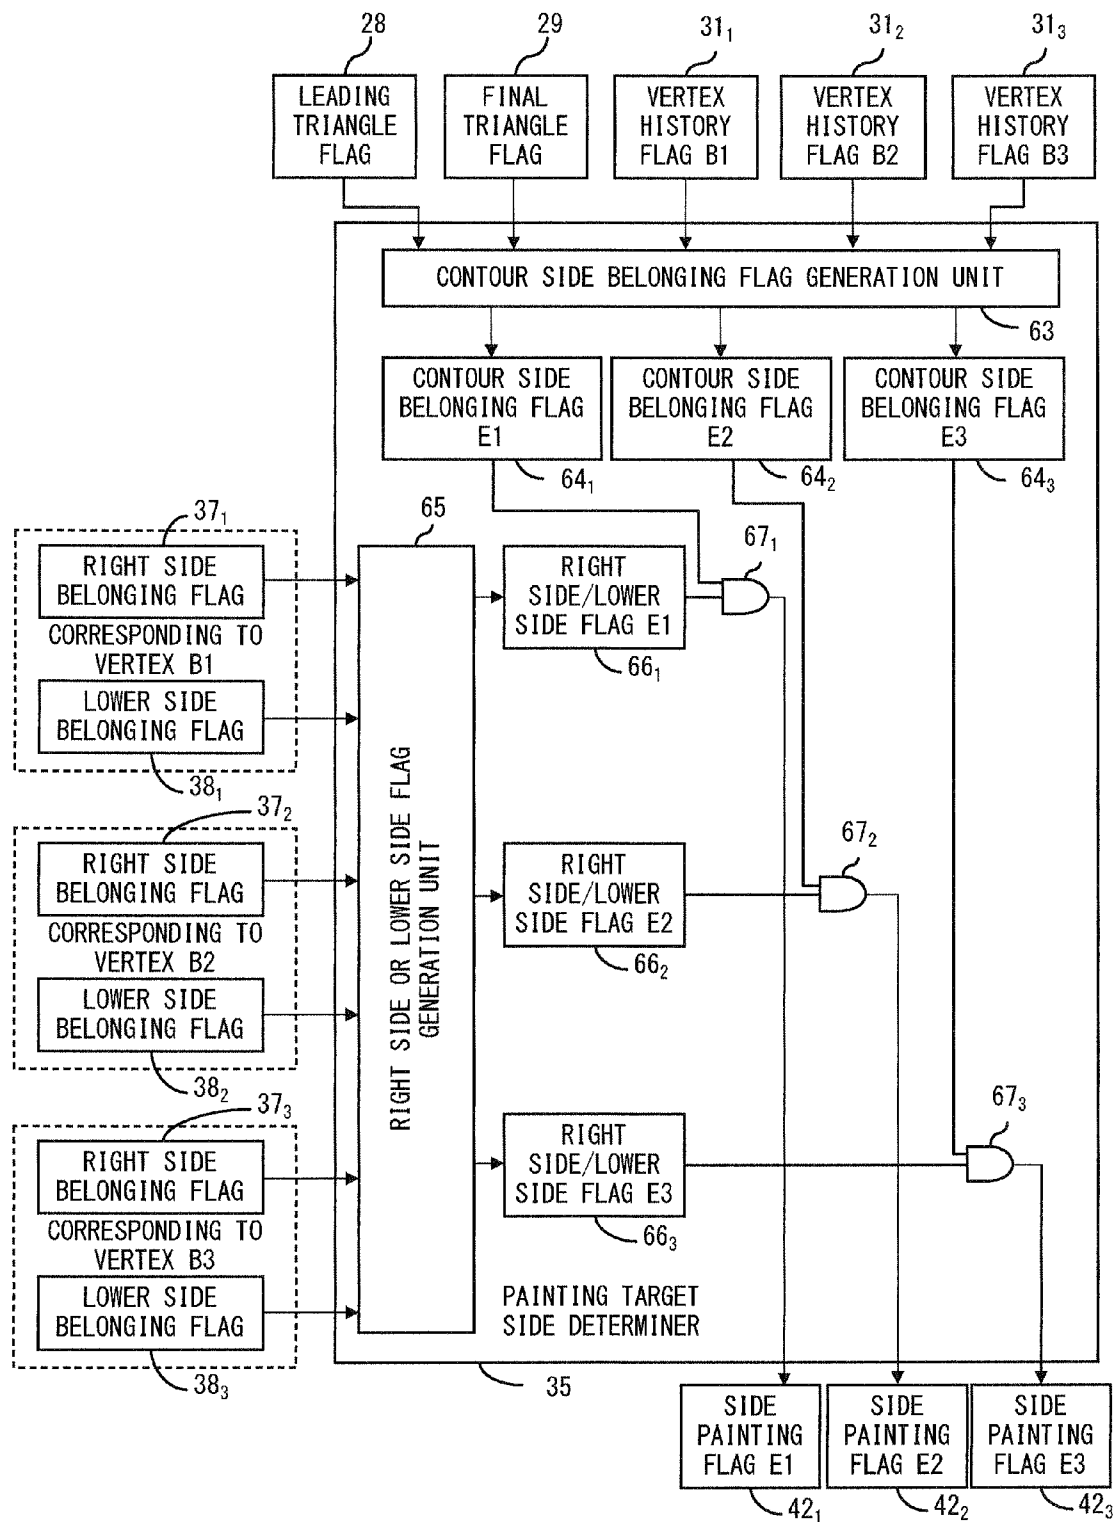 28
29
31₁
31₂
31₃
LEADING
TRIANGLE
FLAG
FINAL
TRIANGLE
FLAG
VERTEX
HISTORY
FLAG B1
VERTEX
HISTORY
FLAG B2
VERTEX
HISTORY
FLAG B3
CONTOUR SIDE BELONGING FLAG GENERATION UNIT
63
CONTOUR SIDE
BELONGING FLAG
E1
CONTOUR SIDE
BELONGING FLAG
E2
CONTOUR SIDE
BELONGING FLAG
E3
64₁
64₂
64₃
37₁
RIGHT SIDE
BELONGING FLAG
CORRESPONDING TO
VERTEX B1
LOWER SIDE
BELONGING FLAG
38₁
37₂
RIGHT SIDE
BELONGING FLAG
CORRESPONDING TO
VERTEX B2
LOWER SIDE
BELONGING FLAG
38₂
37₃
RIGHT SIDE
BELONGING FLAG
CORRESPONDING TO
VERTEX B3
LOWER SIDE
BELONGING FLAG
38₃
65
RIGHT SIDE OR LOWER SIDE FLAG
GENERATION UNIT
RIGHT
SIDE/LOWER
SIDE FLAG E1
66₁
67₁
RIGHT
SIDE/LOWER
SIDE FLAG E2
66₂
67₂
RIGHT
SIDE/LOWER
SIDE FLAG E3
66₃
67₃
PAINTING TARGET
SIDE DETERMINER
35
SIDE
PAINTING
FLAG E1
SIDE
PAINTING
FLAG E2
SIDE
PAINTING
FLAG E3
42₁
42₂
42₃